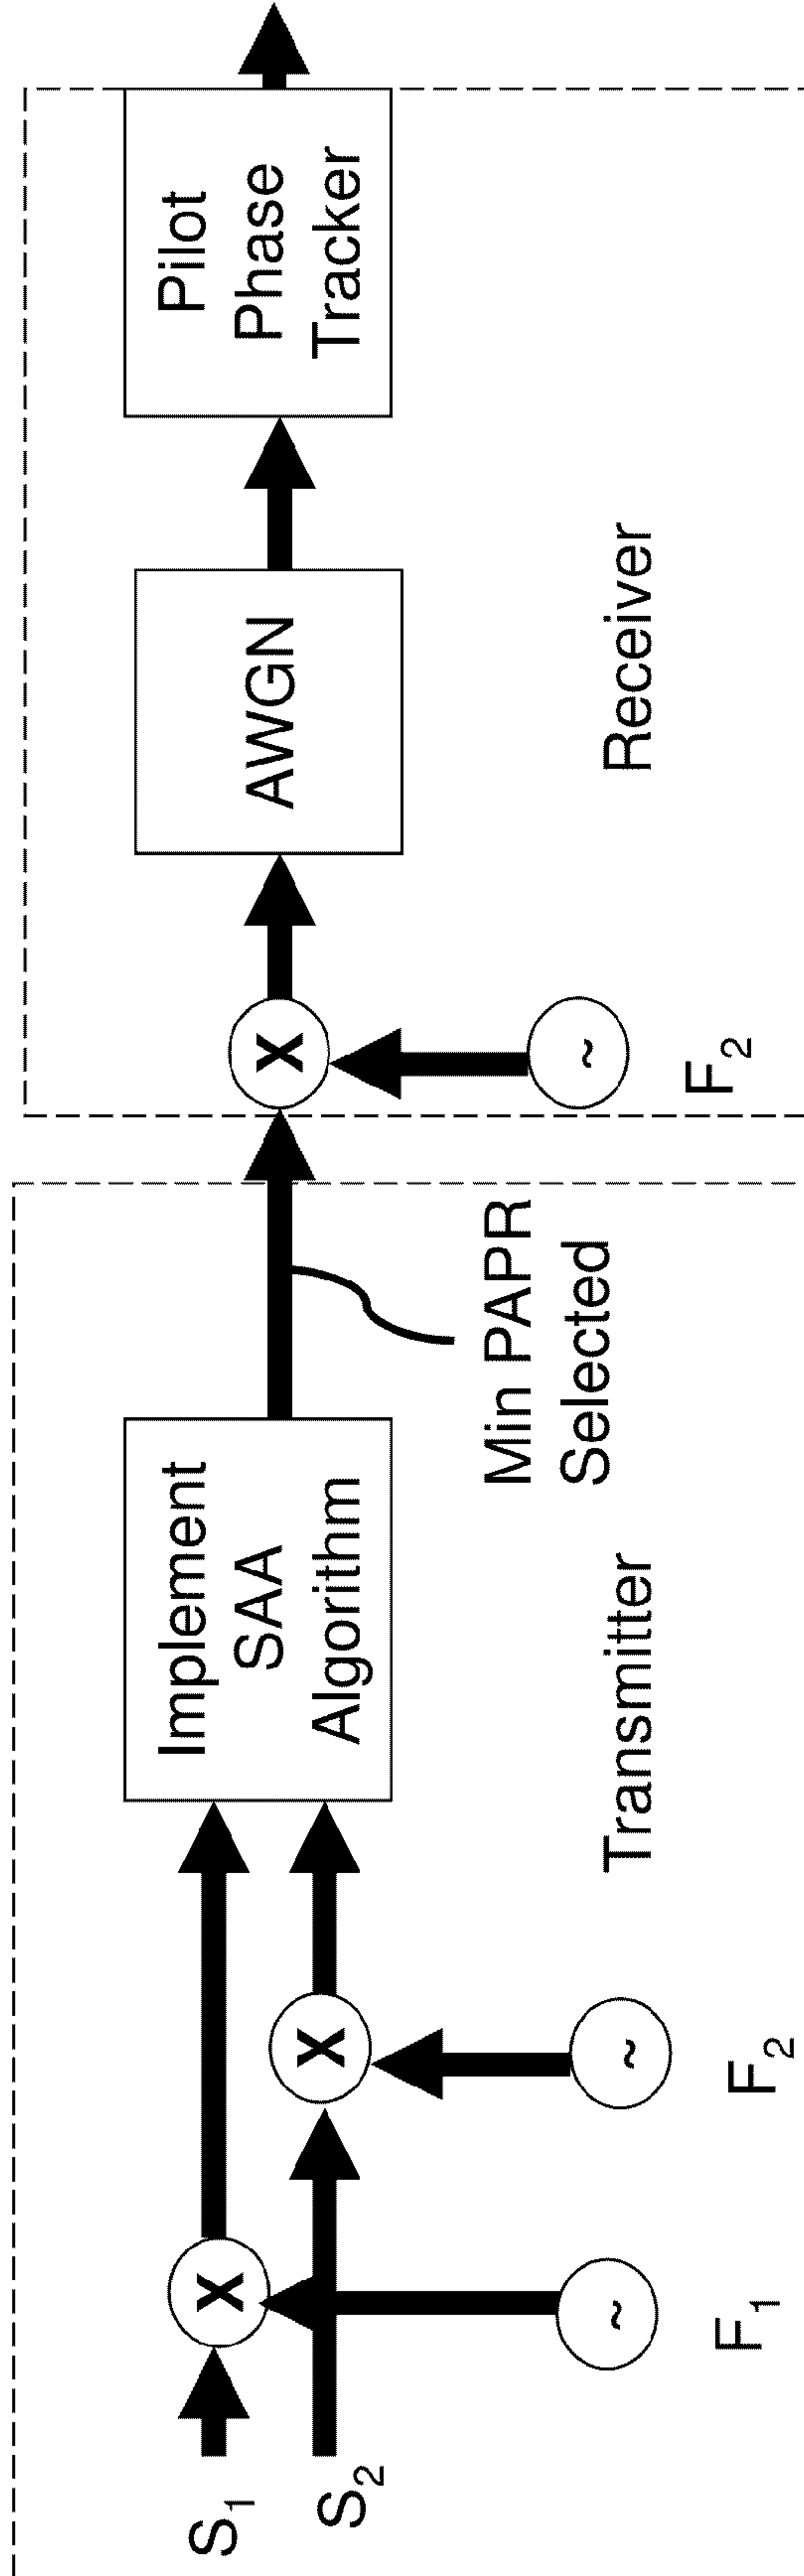 S1
S2
X
X
~
F1
~
F2
Implement
SAA
Algorithm
Min PAPR
Selected
Transmitter
X
~
F2
AWGN
Receiver
Pilot
Phase
Tracker